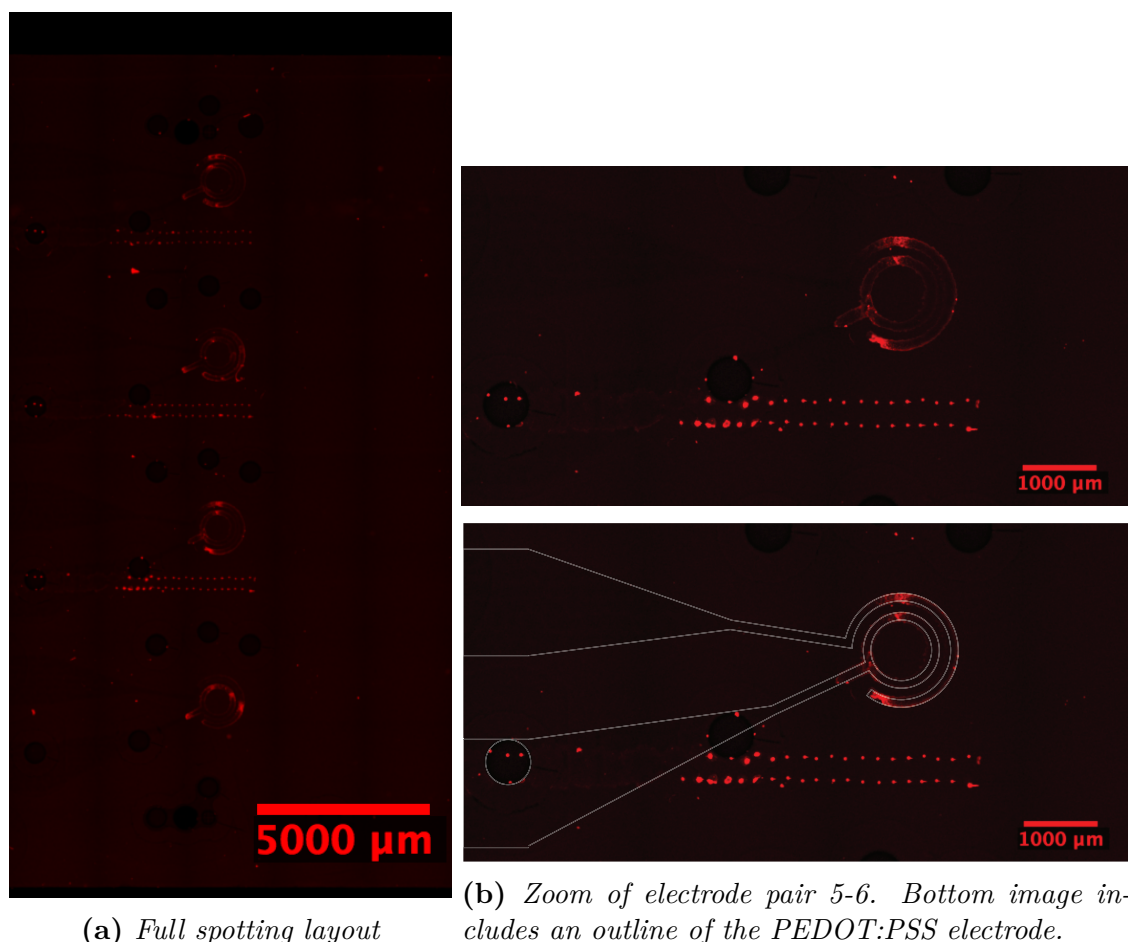 1000 μm
1000 μm
5000 μm
(a) Full spotting layout
(b) Zoom of electrode pair 5-6. Bottom image in-
cludes an outline of the PEDOT:PSS electrode.